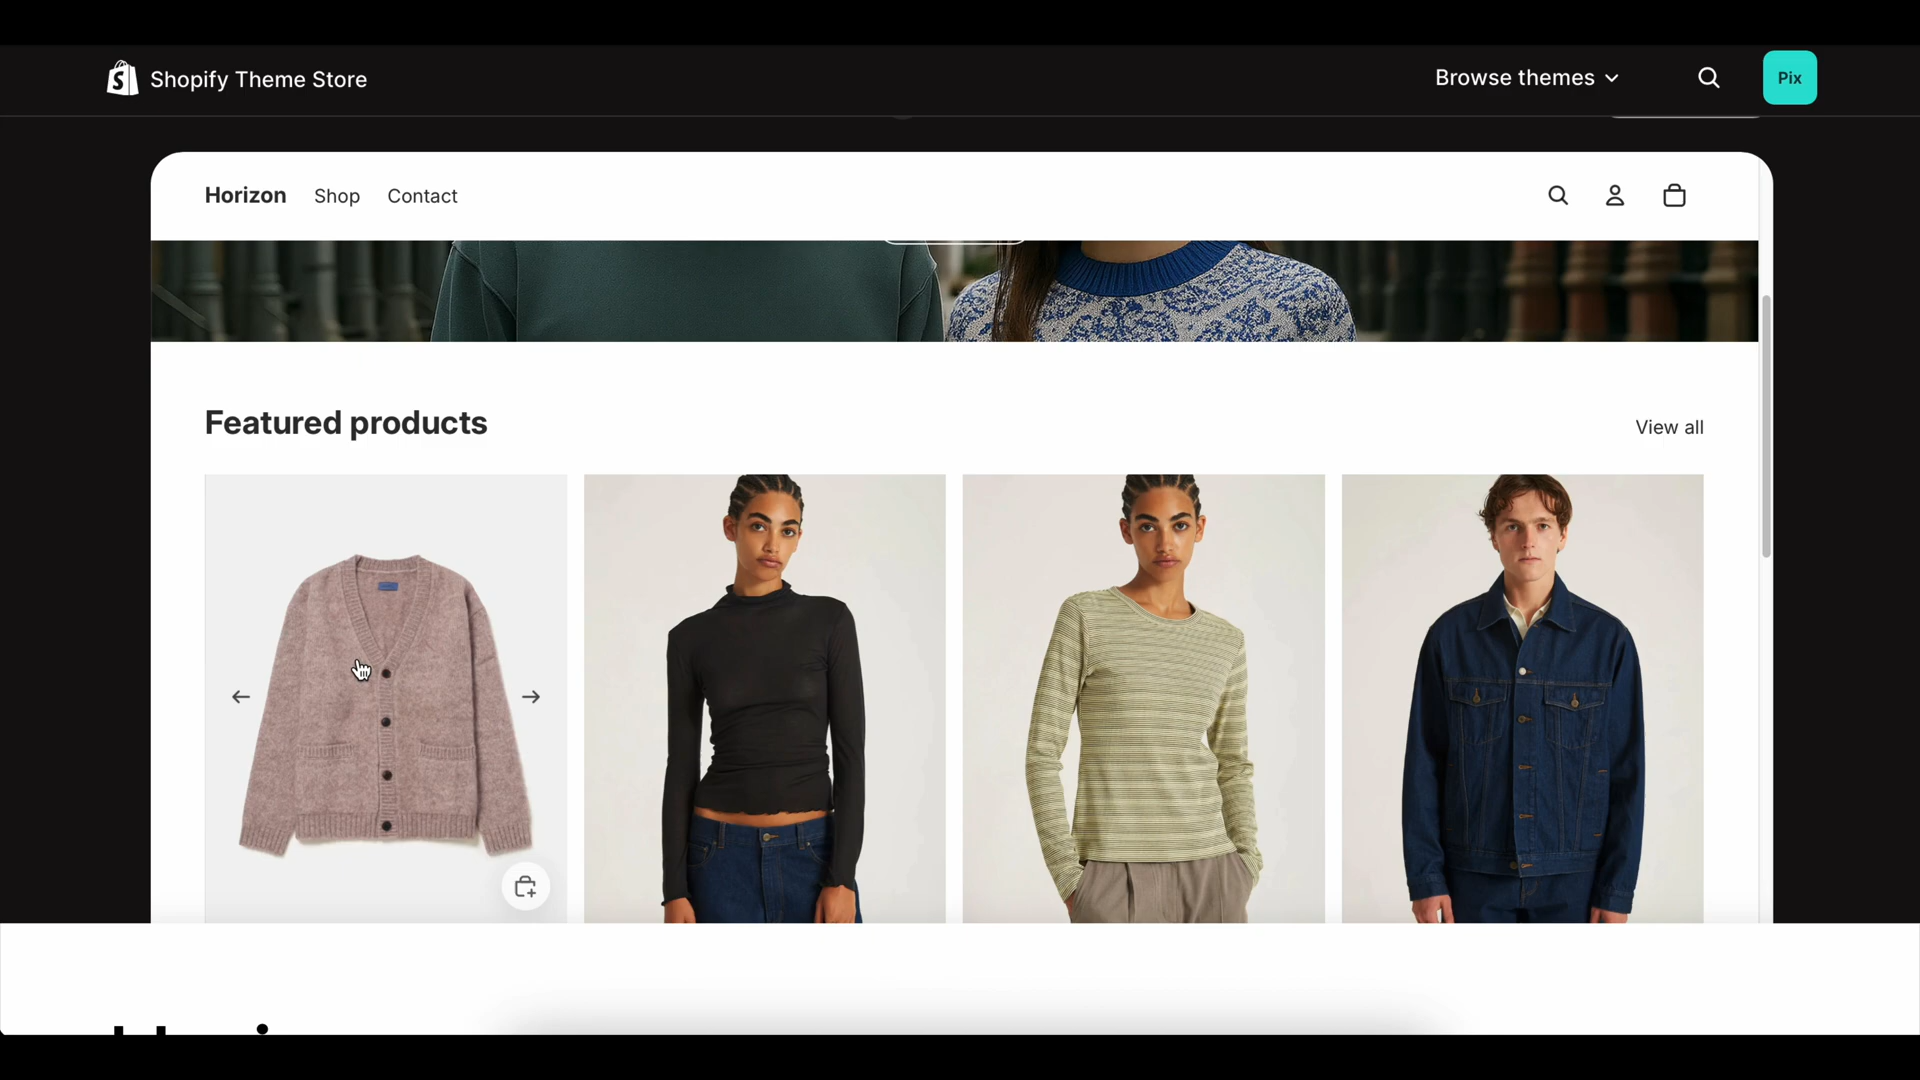 Shopify Theme Store
Browse themes
Pix
Horizon
Shop
Contact
Featured products
View all